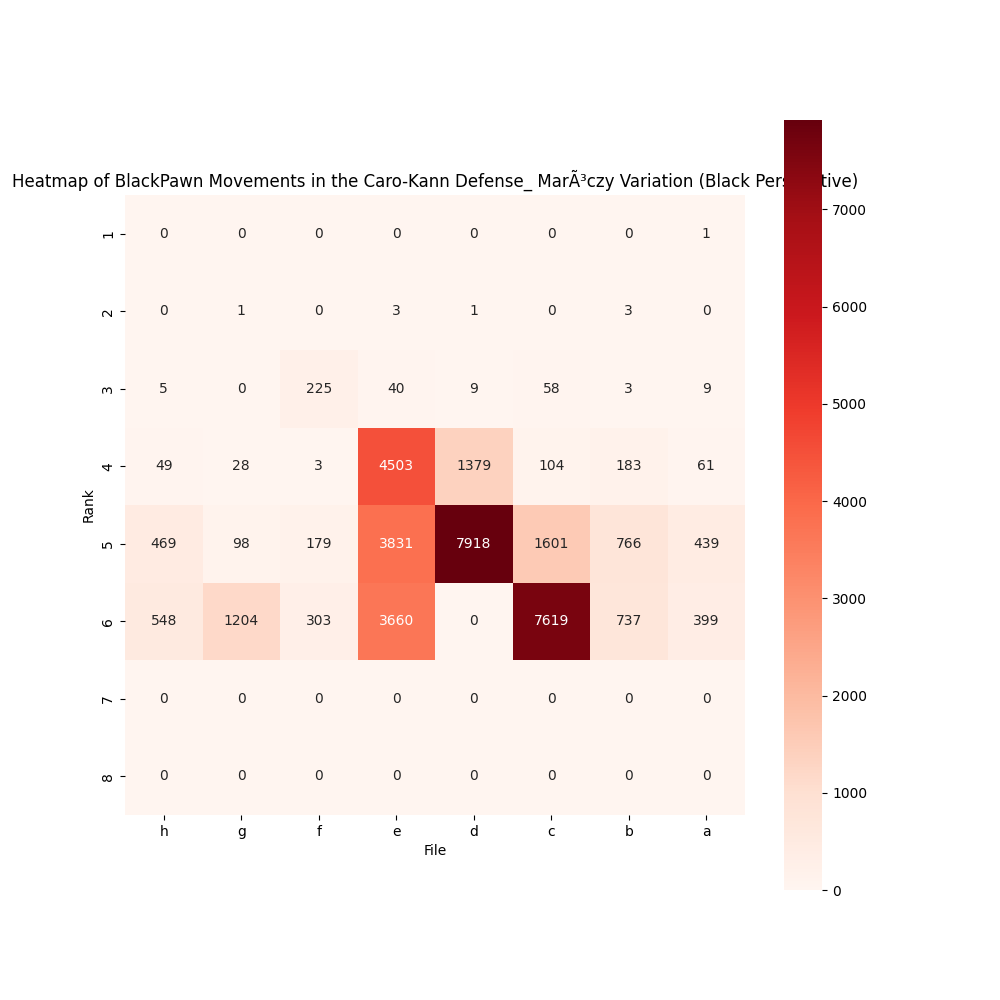 Heatmap of BlackPawn Movements in the Caro-Kann Defense_ MarÃ³czy Variation (Black Perspective)
7000
6000
5000
4000
3000
2000
1000
0
Rank
1 0 0 0 0 0 0 0 1
2 0 1 0 3 1 0 3 0
3 5 0 225 40 9 58 3 9
4 49 28 3 4503 1379 104 183 61
5 469 98 179 3831 7918 1601 766 439
6 548 1204 303 3660 0 7619 737 399
7 0 0 0 0 0 0 0 0
8 0 0 0 0 0 0 0 0
h g f e d c b a
File